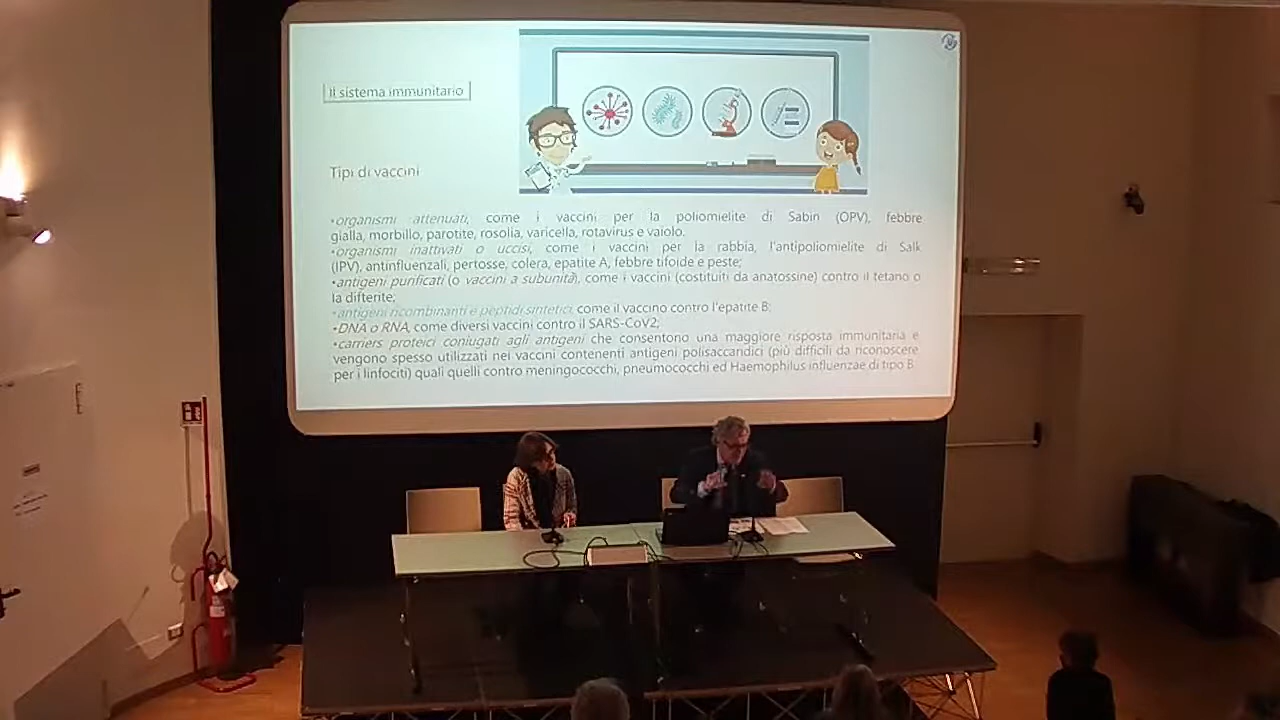 Il sistema immunitario
Tipi di vaccini
•organismi attenuati, come i vaccini per la poliomielite di Sabin (OPV), febbre
gialla, morbillo, parotite, rosolia, varicella, rotavirus e vaiolo.
•organismi inattivati o uccisi, come i vaccini per la rabbia, l'antipoliomielite di Salk
(IPV), antinfluenzali, pertosse, colera, epatite A, febbre tifoide e peste;
•antigeni purificati (o vaccini a subunità), come i vaccini (costituiti da anatossine) contro il tetano o
la difterite;
•antigeni ricombinanti e peptidi sintetici, come il vaccino contro l'epatite B;
•DNA o RNA, come diversi vaccini contro il SARS-CoV2;
•carriers proteici coniugati agli antigeni che consentono una maggiore risposta immunitaria e
vengono spesso utilizzati nei vaccini contenenti antigeni polisaccaridici (più difficili da riconoscere
per i linfociti) quali quelli contro meningococchi, pneumococchi ed Haemophilus influenzae di tipo B